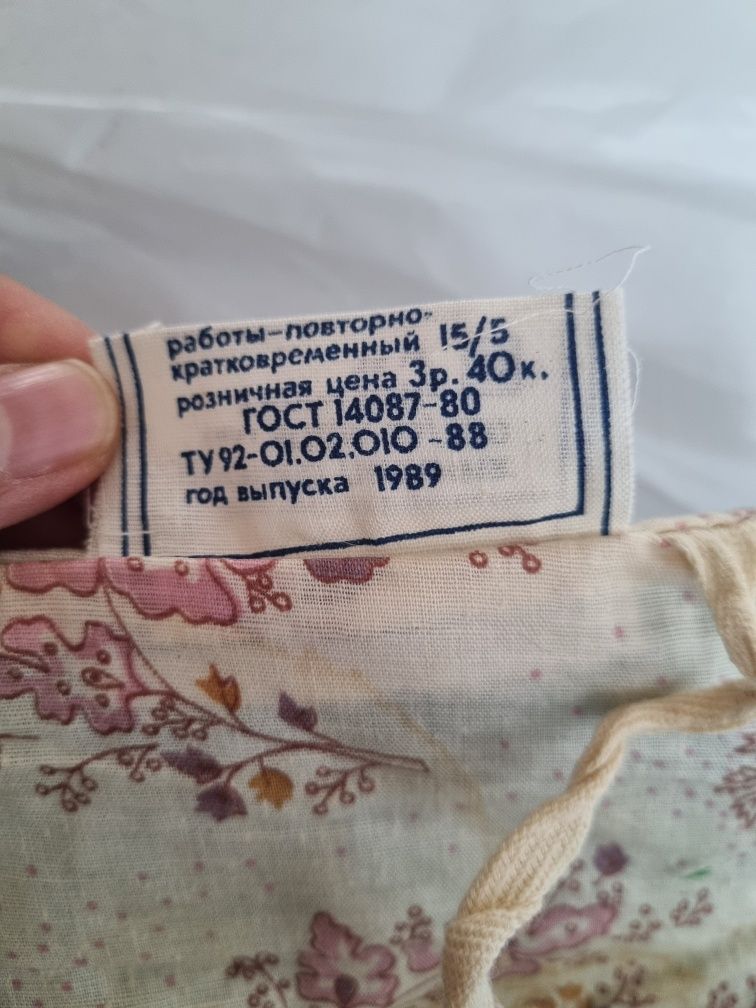 работы-повторно-
кратковременный 15/5
розничная цена 3р. 40к.
ГОСТ 14087-80
ТУ 92-01.02.010-88
год выпуска 1989